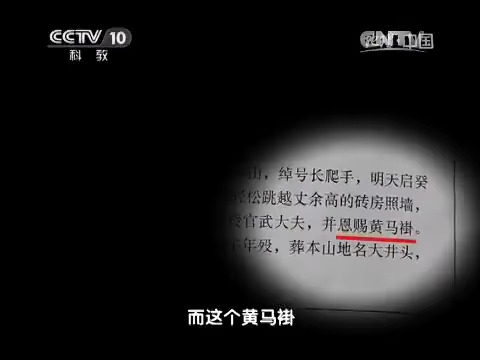 CCTV 10
科教
山，绰号长爬手，明天启癸
轻松跳越丈余高的砖房照墙，
官武大夫，并恩赐黄马褂。
年殁，葬本山地名大井头，
而这个黄马褂